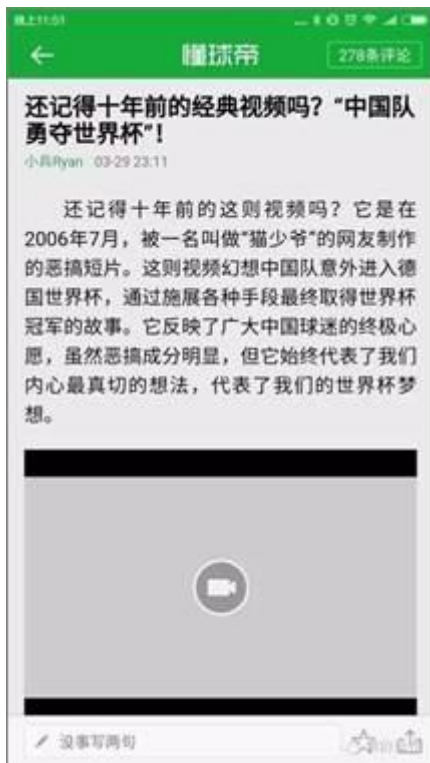 晚上11:51
懂球帝
278条评论
还记得十年前的经典视频吗？“中国队
勇夺世界杯”！
小兵Ryan 03-29 23:11
还记得十年前的这则视频吗？它是在
2006年7月，被一名叫做“猫少爷”的网友制作
的恶搞短片。这则视频幻想中国队意外进入德
国世界杯，通过施展各种手段最终取得世界杯
冠军的故事。它反映了广大中国球迷的终极心
愿，虽然恶搞成分明显，但它始终代表了我们
内心最真切的想法，代表了我们的世界杯梦
想。
没事写两句